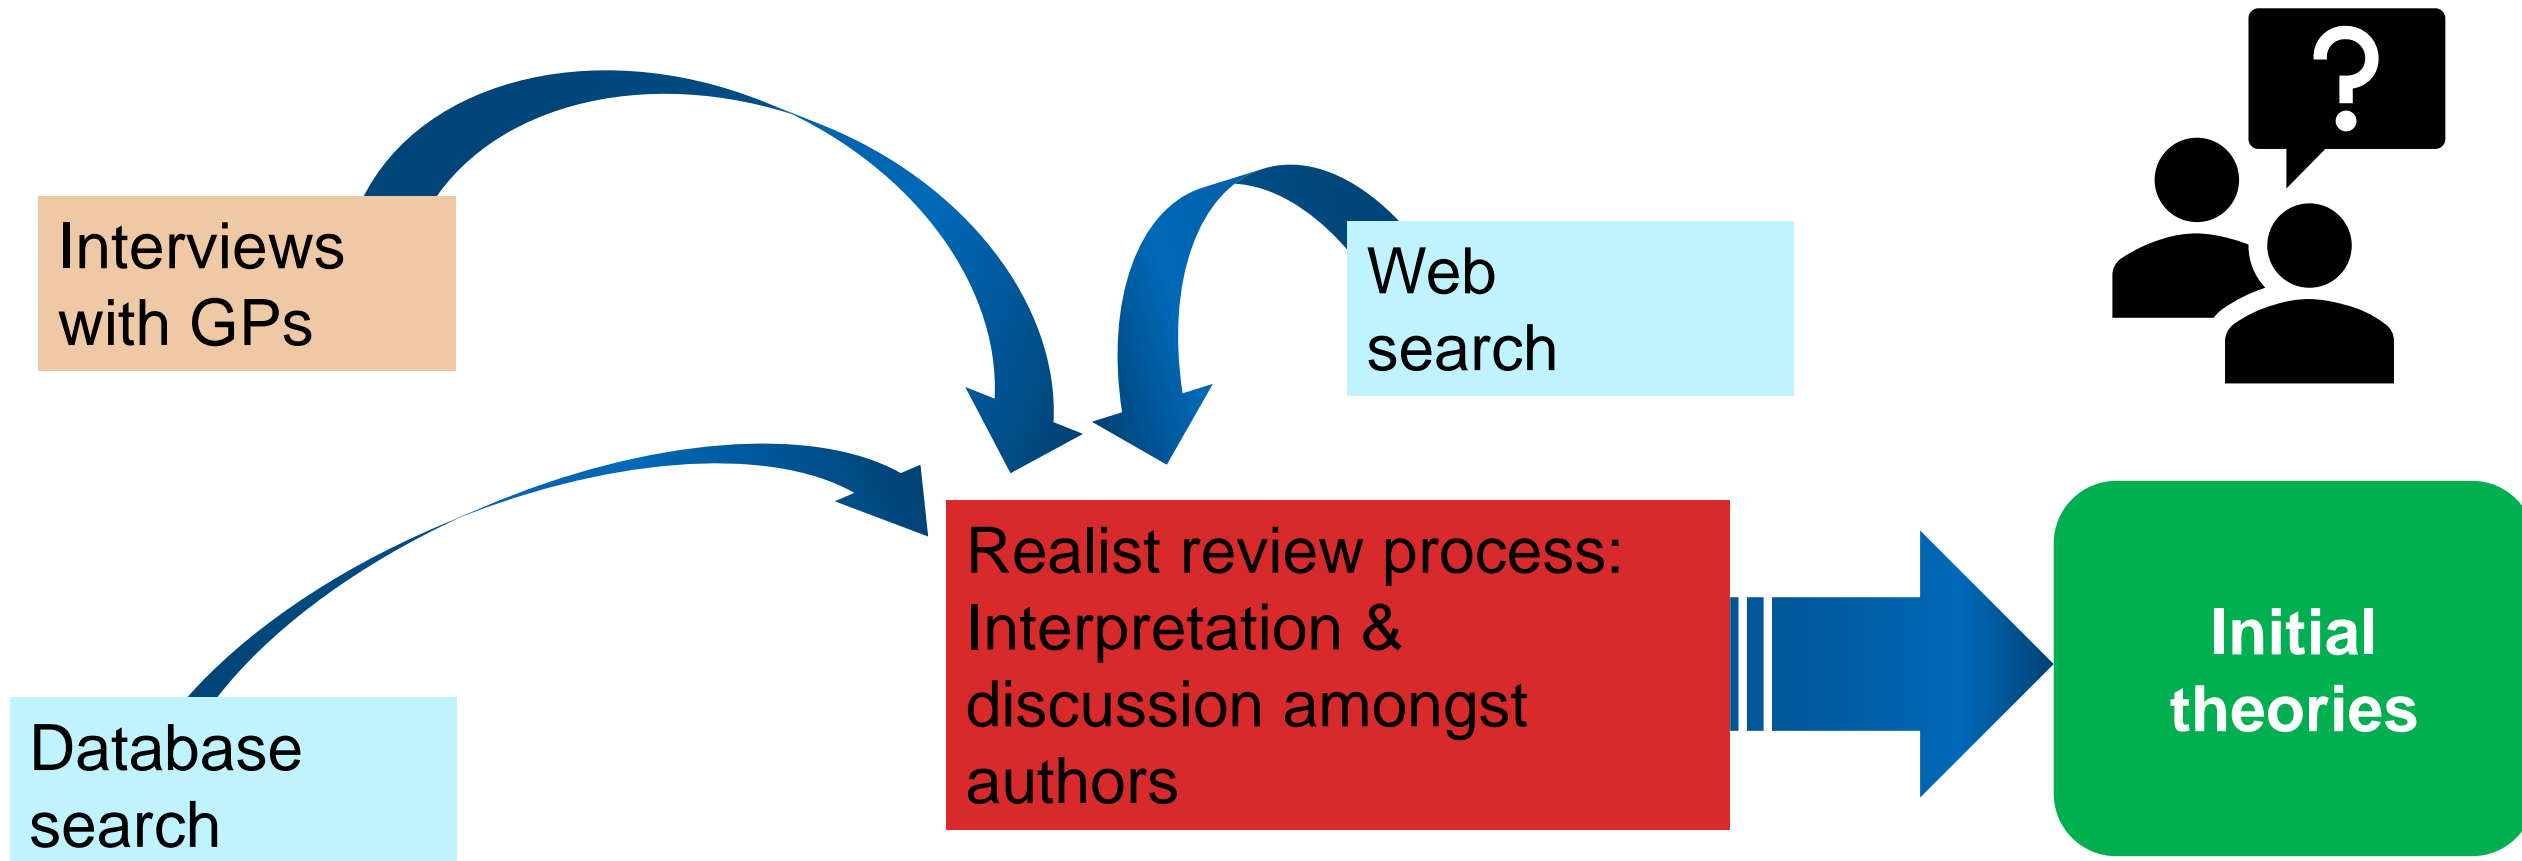 ?
Interviews
with GPs
Web
search
Database
search
Realist review process:
Interpretation &
discussion amongst
authors
Initial
theories